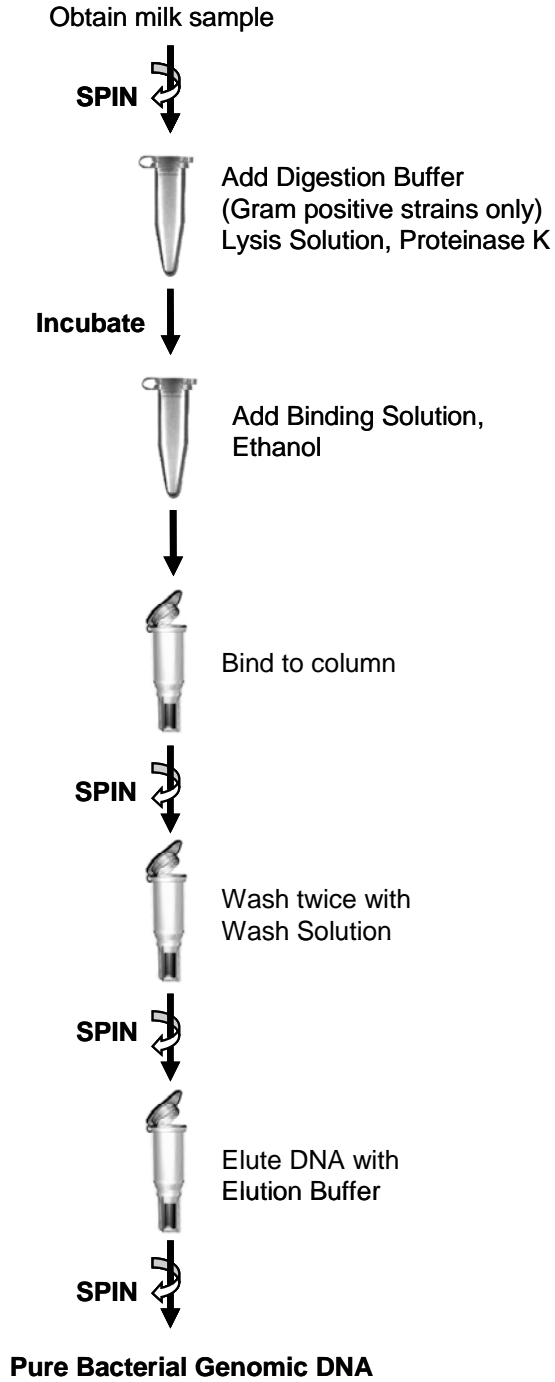 Obtain milk sample
SPIN
Add Digestion Buffer
(Gram positive strains only)
Lysis Solution, Proteinase K
Incubate
Add Binding Solution,
Ethanol
Bind to column
SPIN
Wash twice with
Wash Solution
SPIN
Elute DNA with
Elution Buffer
SPIN
Pure Bacterial Genomic DNA